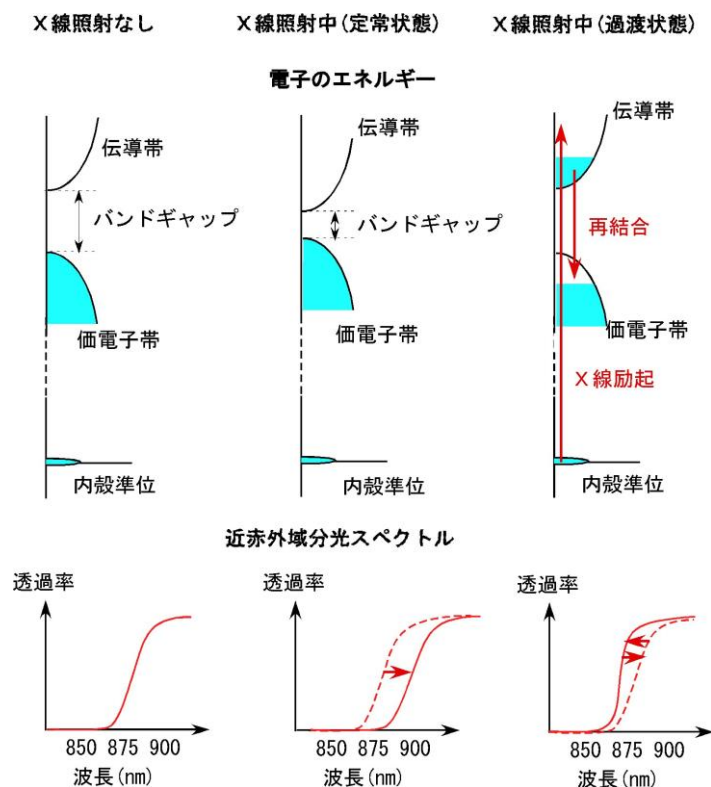 X線照射なし
X線照射中(定常状態)
X線照射中(過渡状態)
電子のエネルギー
伝導帯
バンドギャップ
価電子帯
内殻準位
伝導帯
バンドギャップ
価電子帯
内殻準位
伝導帯
再結合
価電子帯
X線励起
内殻準位
近赤外域分光スペクトル
透過率
850 875 900
波長(nm)
透過率
850 875 900
波長(nm)
透過率
850 875 900
波長(nm)